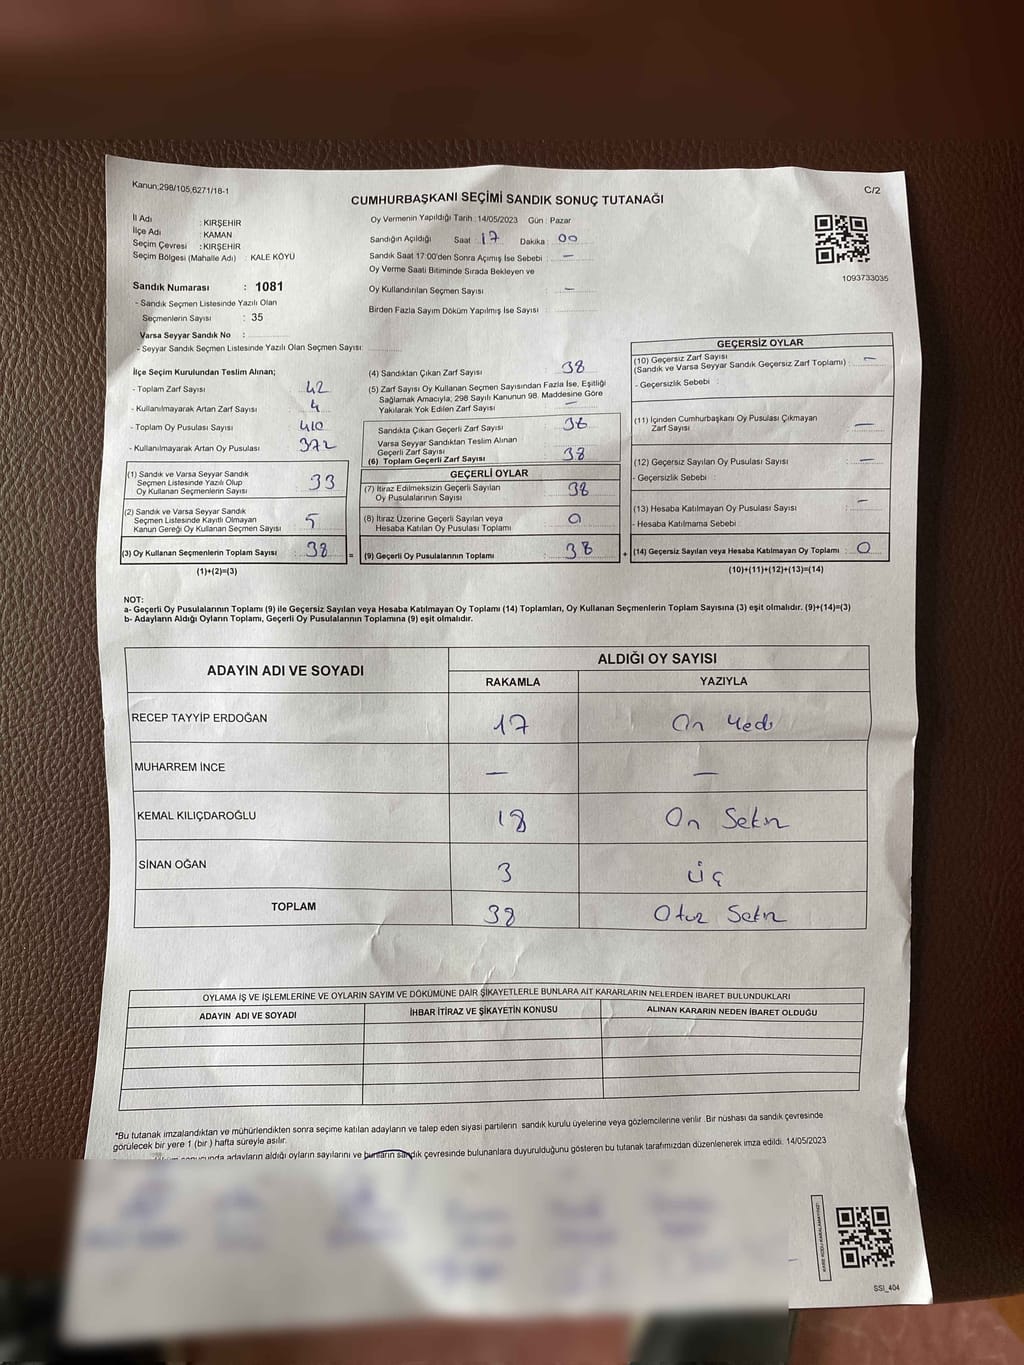 Kanun;298/105,6271/16-1
C/2
CUMHURBAŞKANI SEÇİMİ SANDIK SONUÇ TUTANAĞI
İl Adı : KIRŞEHİR
İlçe Adı : KAMAN
Seçim Çevresi : KIRŞEHİR
Seçim Bölgesi (Mahalle Adı) : KALE KÖYÜ
Sandık Numarası : 1081
- Sandık Seçmen Listesinde Yazılı Olan
Seçmenlerin Sayısı : 35
Varsa Seyyar Sandık No :
- Seyyar Sandık Seçmen Listesinde Yazılı Olan Seçmen Sayısı:
Oy Vermenin Yapıldığı Tarih : 14/05/2023 Gün : Pazar
Sandığın Açıldığı Saat : 17 Dakika : 00
Sandık Saat 17:00'den Sonra Açımış İse Sebebi : —
Oy Verme Saati Bitiminde Sırada Bekleyen ve
Oy Kullandırılan Seçmen Sayısı : —
Birden Fazla Sayım Döküm Yapılmış İse Sayısı :
1093733035
İlçe Seçim Kurulundan Teslim Alınan;
- Toplam Zarf Sayısı : 42
- Kullanılmayarak Artan Zarf Sayısı : 4
- Toplam Oy Pusulası Sayısı : 410
- Kullanılmayarak Artan Oy Pusulası : 372
(1) Sandık ve Varsa Seyyar Sandık
Seçmen Listesinde Yazılı Olup
Oy Kullanan Seçmenlerin Sayısı : 33
(2) Sandık ve Varsa Seyyar Sandık
Seçmen Listesinde Kayıtlı Olmayan
Kanun Gereği Oy Kullanan Seçmen Sayısı : 5
(3) Oy Kullanan Seçmenlerin Toplam Sayısı : 38 =
(1)+(2)=(3)
(4) Sandıktan Çıkan Zarf Sayısı : 38
(5) Zarf Sayısı Oy Kullanan Seçmen Sayısından Fazla İse, Eşitliği
Sağlamak Amacıyla; 298 Sayılı Kanunun 98. Maddesine Göre
Yakılarak Yok Edilen Zarf Sayısı : —
Sandıkta Çıkan Geçerli Zarf Sayısı :
Varsa Seyyar Sandıktan Teslim Alınan
Geçerli Zarf Sayısı
(6) Toplam Geçerli Zarf Sayısı : 38
GEÇERLİ OYLAR
(7) İtiraz Edilmeksizin Geçerli Sayılan
Oy Pusulalarının Sayısı : 38
(8) İtiraz Üzerine Geçerli Sayılan veya
Hesaba Katılan Oy Pusulası Toplamı : 0
(9) Geçerli Oy Pusulalarının Toplamı : 38 +
GEÇERSİZ OYLAR
(10) Geçersiz Zarf Sayısı
(Sandık ve Varsa Seyyar Sandık Geçersiz Zarf Toplamı) : —
- Geçersizlik Sebebi :
(11) İçinden Cumhurbaşkanı Oy Pusulası Çıkmayan
Zarf Sayısı : —
(12) Geçersiz Sayılan Oy Pusulası Sayısı : —
- Geçersizlik Sebebi :
(13) Hesaba Katılmayan Oy Pusulası Sayısı : —
- Hesaba Katılmama Sebebi :
(14) Geçersiz Sayılan veya Hesaba Katılmayan Oy Toplamı : 0
(10)+(11)+(12)+(13)=(14)
NOT:
a- Geçerli Oy Pusulalarının Toplamı (9) ile Geçersiz Sayılan veya Hesaba Katılmayan Oy Toplamı (14) Toplamları, Oy Kullanan Seçmenlerin Toplam Sayısına (3) eşit olmalıdır. (9)+(14)=(3)
b- Adayların Aldığı Oyların Toplamı, Geçerli Oy Pusulalarının Toplamına (9) eşit olmalıdır.
ADAYIN ADI VE SOYADI ALDIĞI OY SAYISI
RAKAMLA YAZIYLA
RECEP TAYYİP ERDOĞAN 17 On Yedi
MUHARREM İNCE — —
KEMAL KILIÇDAROĞLU 18 On Sekiz
SİNAN OĞAN 3 üç
TOPLAM 38 Otuz Sekiz
OYLAMA İŞ VE İŞLEMLERİNE VE OYLARIN SAYIM VE DÖKÜMÜNE DAİR ŞİKAYETLERLE BUNLARA AİT KARARLARIN NELERDEN İBARET BULUNDUKLARI
ADAYIN ADI VE SOYADI İHBAR İTİRAZ VE ŞİKAYETİN KONUSU ALINAN KARARIN NEDEN İBARET OLDUĞU
*Bu tutanak imzalandıktan ve mühürlendikten sonra seçime katılan adayların ve talep eden siyasi partilerin sandık kurulu üyelerine veya gözlemcilerine verilir. Bir nüshası da sandık çevresinde
görülecek bir yere 1 (bir) hafta süreyle asılır.
adayların aldığı oyların sayılarını ve bunların sandık çevresinde bulunanlara duyurulduğunu gösteren bu tutanak tarafımızdan düzenlenerek imza edildi. 14/05/2023
SSI_404